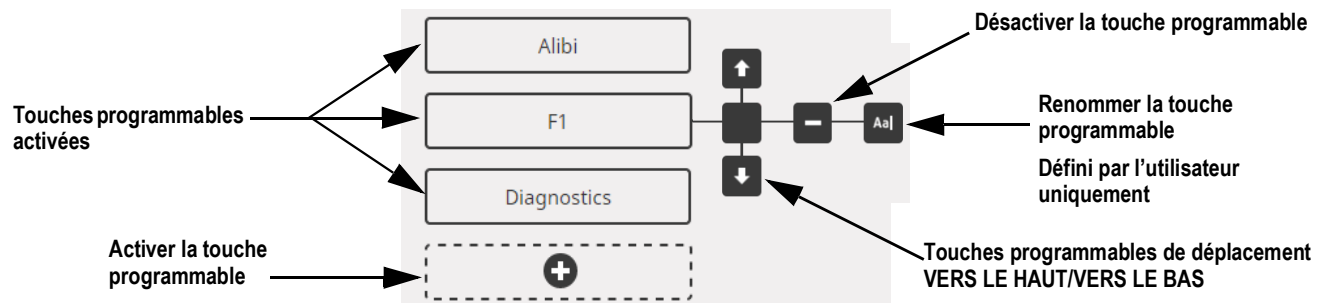 Touches programmables
activées
Activer la touche
programmable
Alibi
F1
Diagnostics
Aa
Désactiver la touche programmable
Renommer la touche
programmable
Défini par l'utilisateur
uniquement
Touches programmables de déplacement
VERS LE HAUT/VERS LE BAS